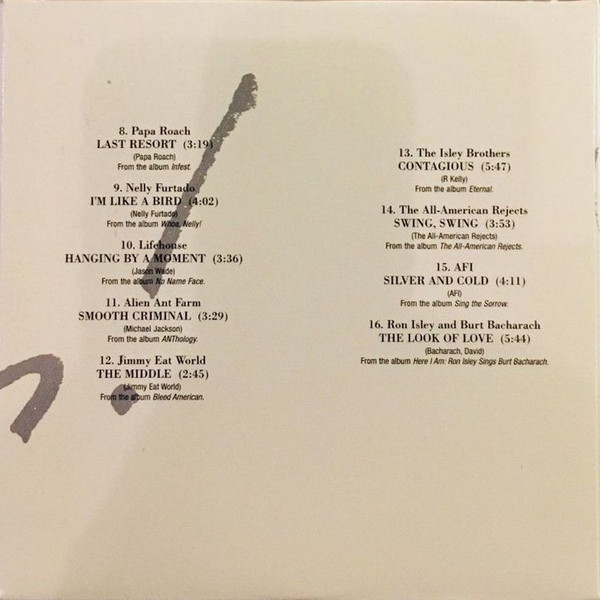 8. Papa Roach
LAST RESORT (3:19)
(Papa Roach)
From the album Infest.
9. Nelly Furtado
I'M LIKE A BIRD (4:02)
(Nelly Furtado)
From the album Whoa, Nelly!
10. Lifehouse
HANGING BY A MOMENT (3:36)
(Jason Wade)
From the album No Name Face.
11. Alien Ant Farm
SMOOTH CRIMINAL (3:29)
(Michael Jackson)
From the album ANThology.
12. Jimmy Eat World
THE MIDDLE (2:45)
(Jimmy Eat World)
From the album Bleed American.
13. The Isley Brothers
CONTAGIOUS (5:47)
(R Kelly)
From the album Eternal.
14. The All-American Rejects
SWING, SWING (3:53)
(The All-American Rejects)
From the album The All-American Rejects.
15. AFI
SILVER AND COLD (4:11)
(AFI)
From the album Sing the Sorrow.
16. Ron Isley and Burt Bacharach
THE LOOK OF LOVE (5:44)
(Bacharach, David)
From the album Here I Am: Ron Isley Sings Burt Bacharach.